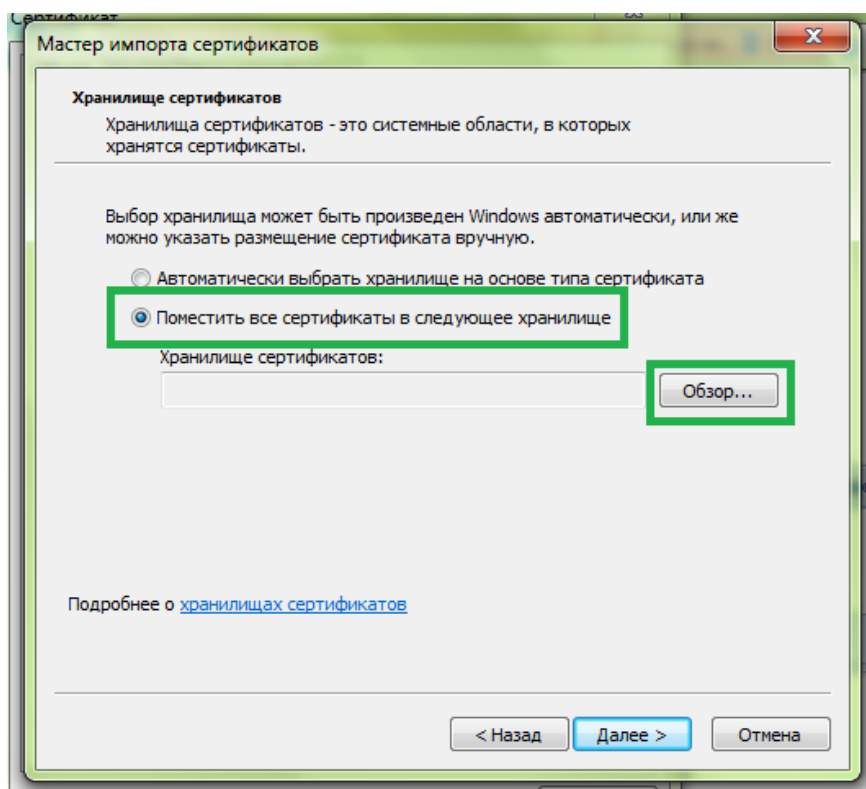 Сертификат
Мастер импорта сертификатов
Хранилище сертификатов
Хранилища сертификатов - это системные области, в которых
хранятся сертификаты.
Выбор хранилища может быть произведен Windows автоматически, или же
можно указать размещение сертификата вручную.
Автоматически выбрать хранилище на основе типа сертификата
Поместить все сертификаты в следующее хранилище
Хранилище сертификатов:
Обзор...
Подробнее о хранилищах сертификатов
< Назад Далее > Отмена